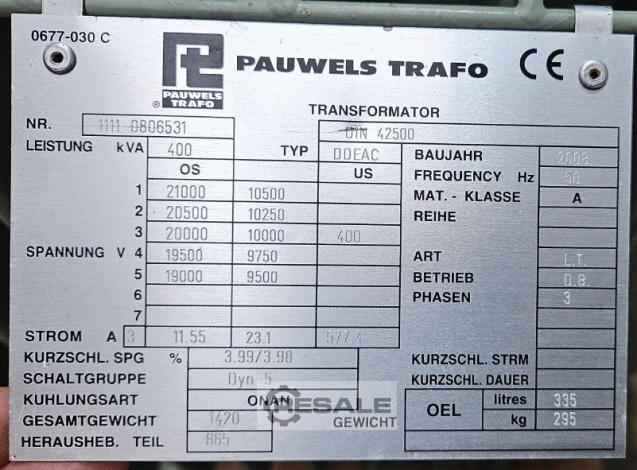 0677-030 C
PAUWELS TRAFO
® PAUWELS TRAFO CE
TRANSFORMATOR
NR. 1111 0806531 DIN 42500
LEISTUNG kVA 400 TYP DDEAC BAUJAHR 2008
OS US FREQUENCY Hz 50
1 21000 10500 MAT. - KLASSE A
2 20500 10250 REIHE
3 20000 10000 400
SPANNUNG V 4 19500 9750 ART L.T.
5 19000 9500 BETRIEB D.B.
6 PHASEN 3
7
STROM A 3 11.55 23.1 577.4
KURZSCHL. SPG % 3.99/3.98 KURZSCHL. STRM
SCHALTGRUPPE Dyn 5 KURZSCHL. DAUER
KUHLUNGSART ONAN OEL litres 335
GESAMTGEWICHT 1420 GEWICHT kg 295
HERAUSHEB. TEIL 865
RESALE